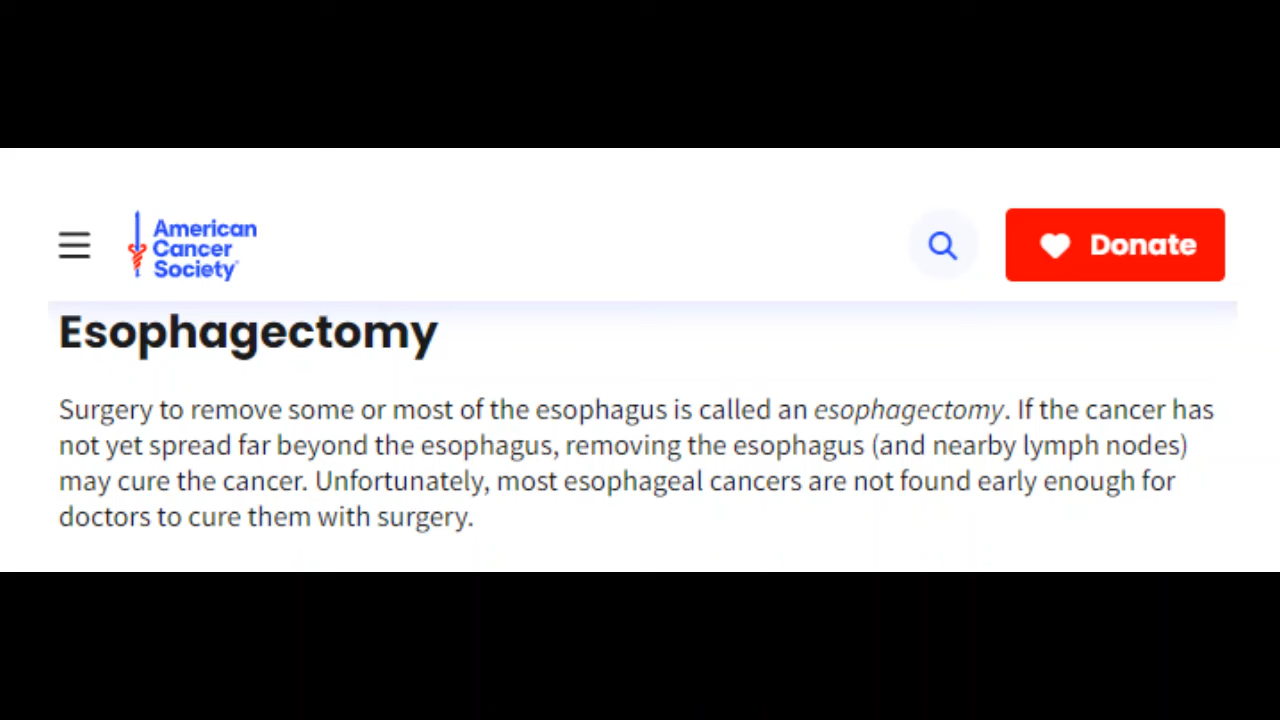 American
Cancer
Society
Donate
Esophagectomy
Surgery to remove some or most of the esophagus is called an esophagectomy. If the cancer has
not yet spread far beyond the esophagus, removing the esophagus (and nearby lymph nodes)
may cure the cancer. Unfortunately, most esophageal cancers are not found early enough for
doctors to cure them with surgery.